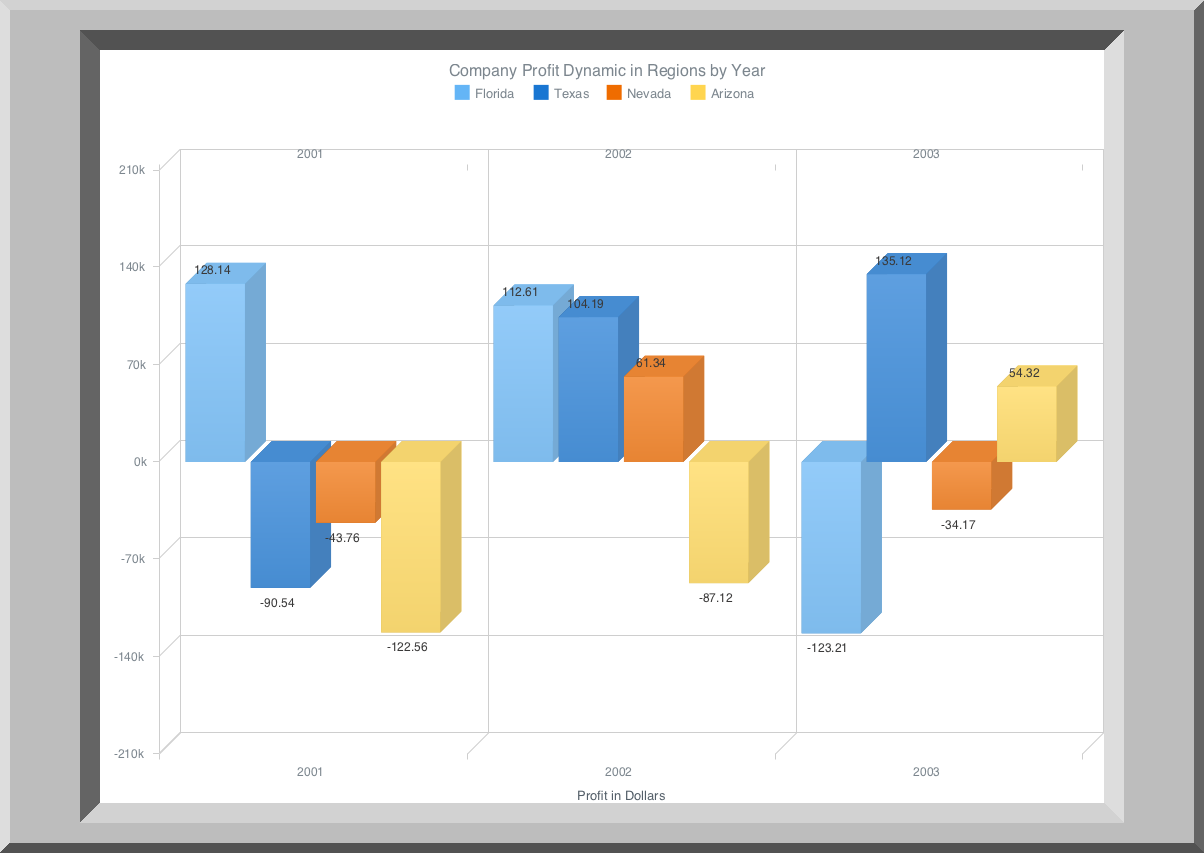 Company Profit Dynamic in Regions by Year
Florida Texas Nevada Arizona
2001 2002 2003
210k
140k
70k
0k
-70k
-140k
-210k
128.14
-90.54
-43.76
-122.56
112.61
104.19
61.34
-87.12
-123.21
135.12
-34.17
54.32
2001 2002 2003
Profit in Dollars